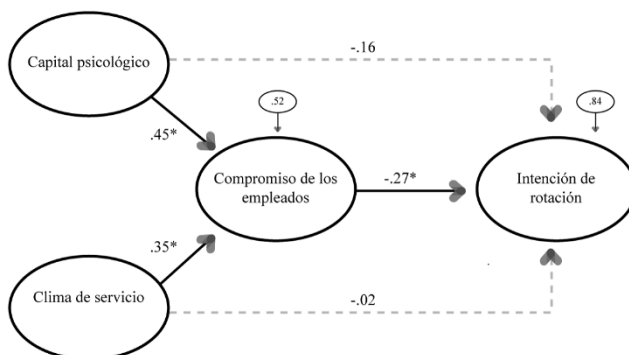 -.16
Capital psicológico
.52
.84
.45*
Compromiso de los
empleados
-.27*
Intención de
rotación
.35*
Clima de servicio
-.02